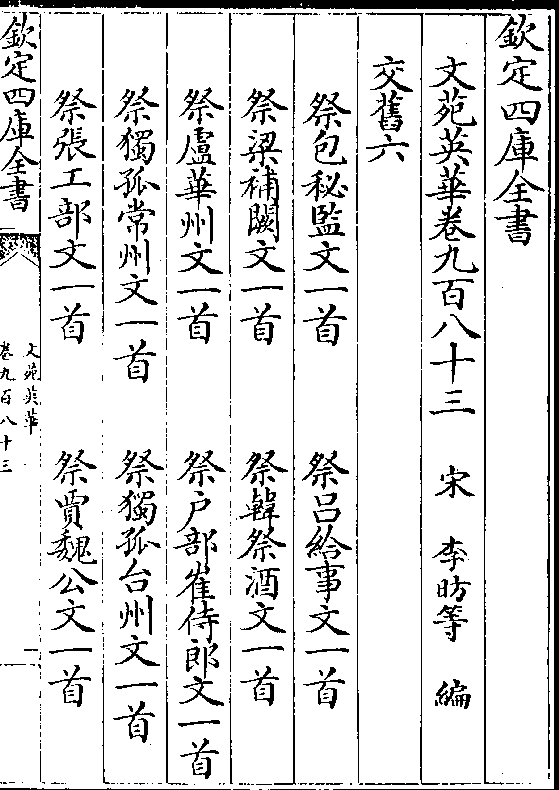 欽定四庫全書
文苑英華卷九百八十三　宋　李昉等　編
交舊六
祭包秘監文一首　祭呂給事文一首
祭梁補闕文一首　祭韓祭酒文一首
祭盧華州文一首　祭户部崔侍郎文一首
祭獨孤常州文一首　祭獨孤台州文一首
祭張工部文一首　祭賈魏公文一首
欽定四庫全書
文苑英華
卷九百八十三
一